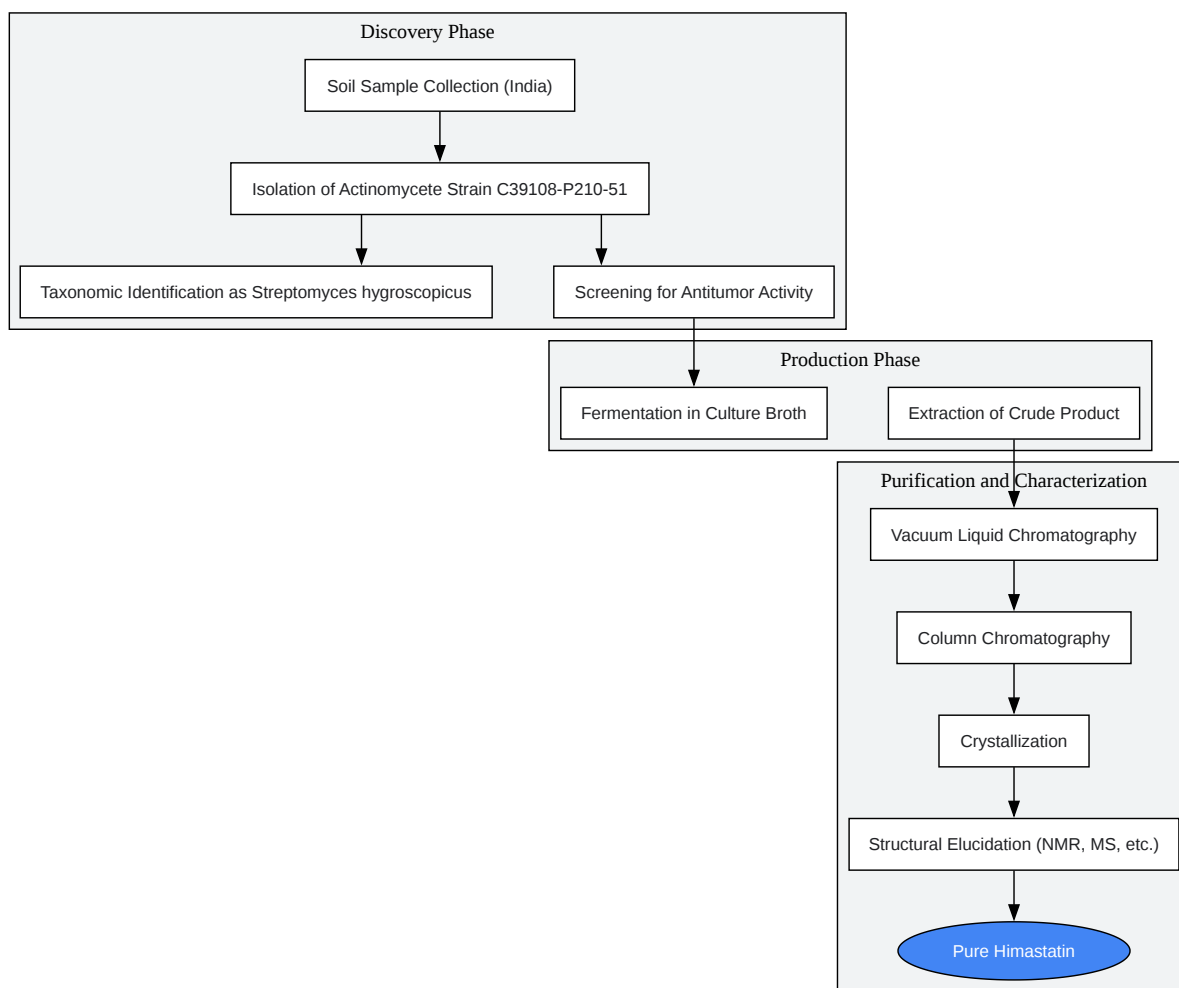 Discovery Phase
Soil Sample Collection (India)
Isolation of Actinomycete Strain C39108-P210-51
Taxonomic Identification as Streptomyces hygroscopicus
Screening for Antitumor Activity
Production Phase
Fermentation in Culture Broth
Extraction of Crude Product
Purification and Characterization
Vacuum Liquid Chromatography
Column Chromatography
Crystallization
Structural Elucidation (NMR, MS, etc.)
Pure Himastatin